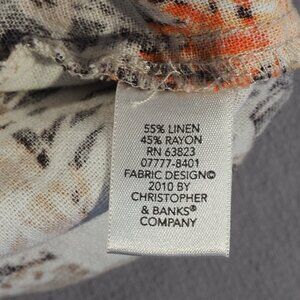 55% LINEN
45% RAYON
RN 63823
07777-8401
FABRIC DESIGN©
2010 BY
CHRISTOPHER
& BANKS®
COMPANY